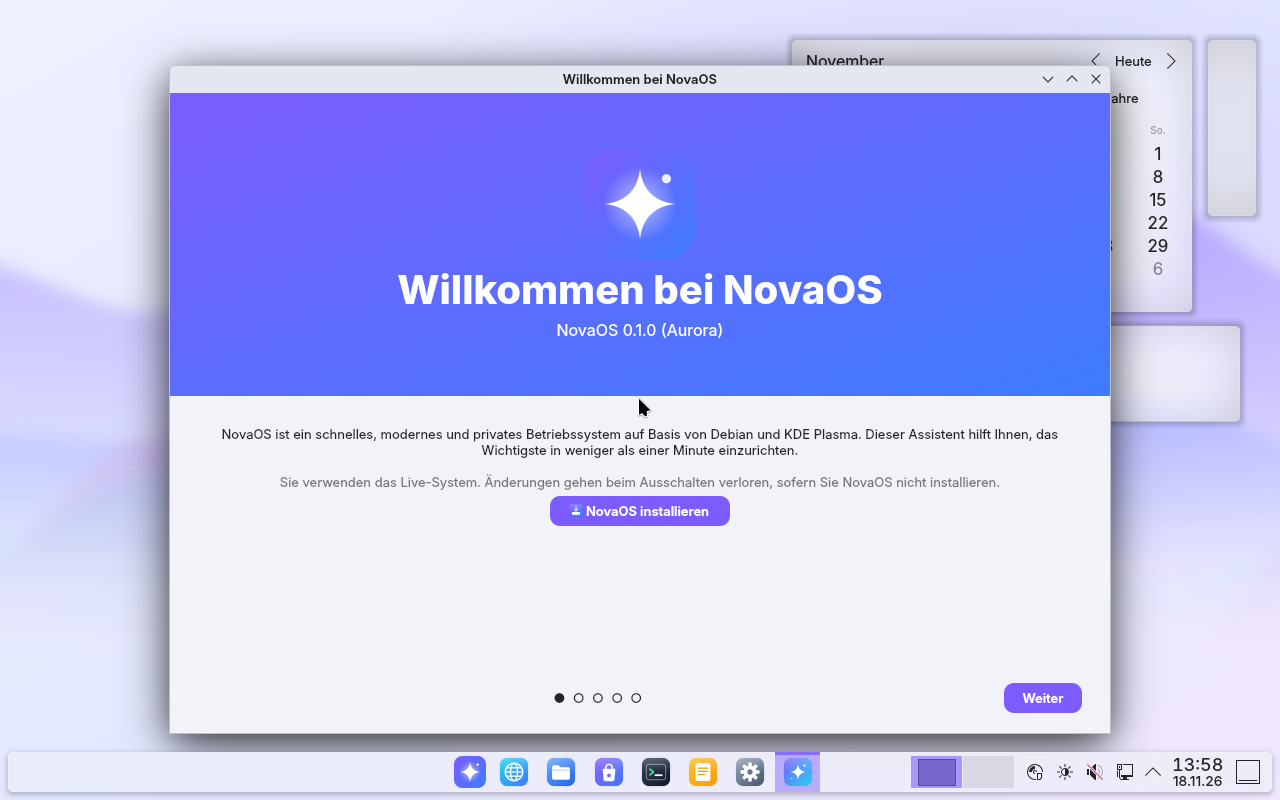 November
Heute
Willkommen bei NovaOS
ahre
So.
1
8
15
22
29
6
Willkommen bei NovaOS
NovaOS 0.1.0 (Aurora)
NovaOS ist ein schnelles, modernes und privates Betriebssystem auf Basis von Debian und KDE Plasma. Dieser Assistent hilft Ihnen, das
Wichtigste in weniger als einer Minute einzurichten.
Sie verwenden das Live-System. Änderungen gehen beim Ausschalten verloren, sofern Sie NovaOS nicht installieren.
NovaOS installieren
Weiter
13:58
18.11.26